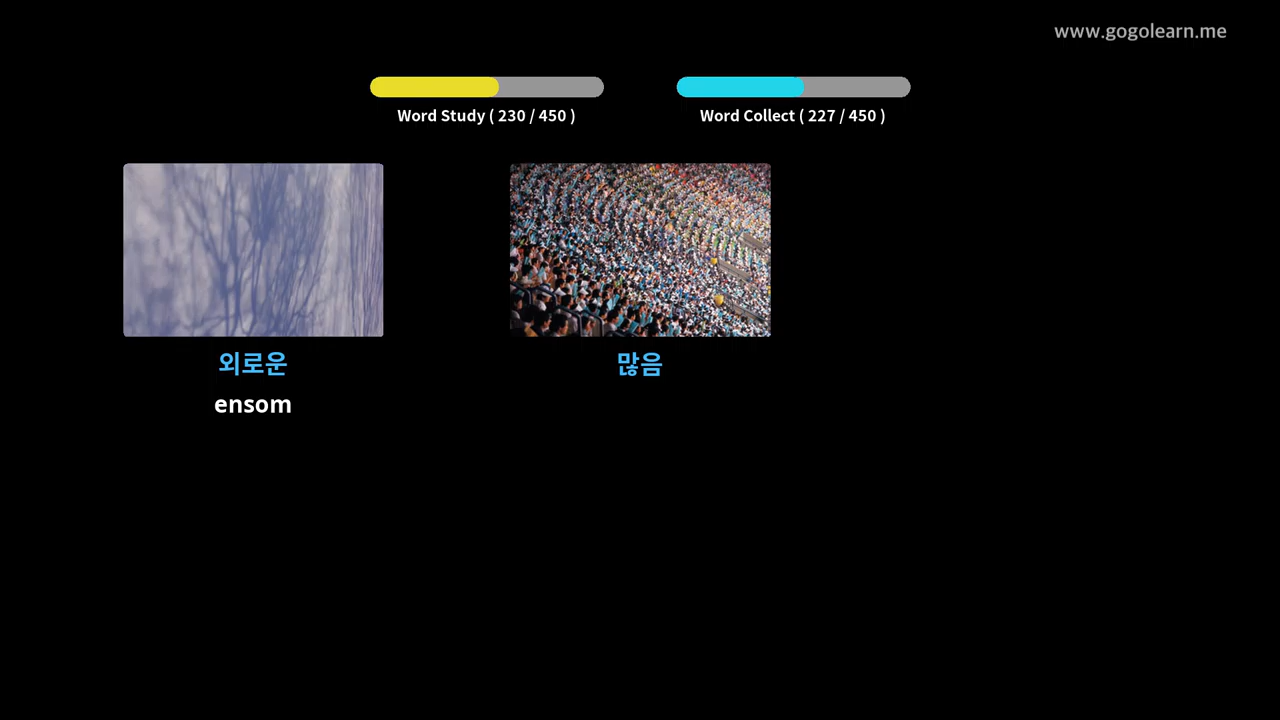 www.gogolearn.me
Word Study ( 230 / 450 )
Word Collect ( 227 / 450 )
외로운
많음
ensom